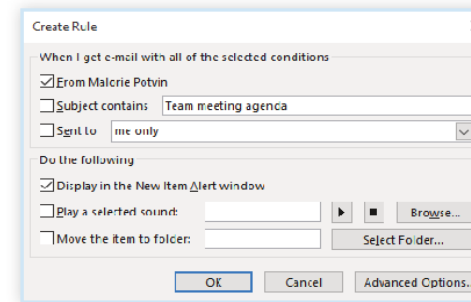 Create Rule
When I get e-mail with all of the selected conditions
From Malorie Potvin
Subject contains Team meeting agenda
Sent to me only
Do the following
Display in the New Item Alert window
Play a selected sound: Browse...
Move the item to folder: Select Folder...
OK Cancel Advanced Options.